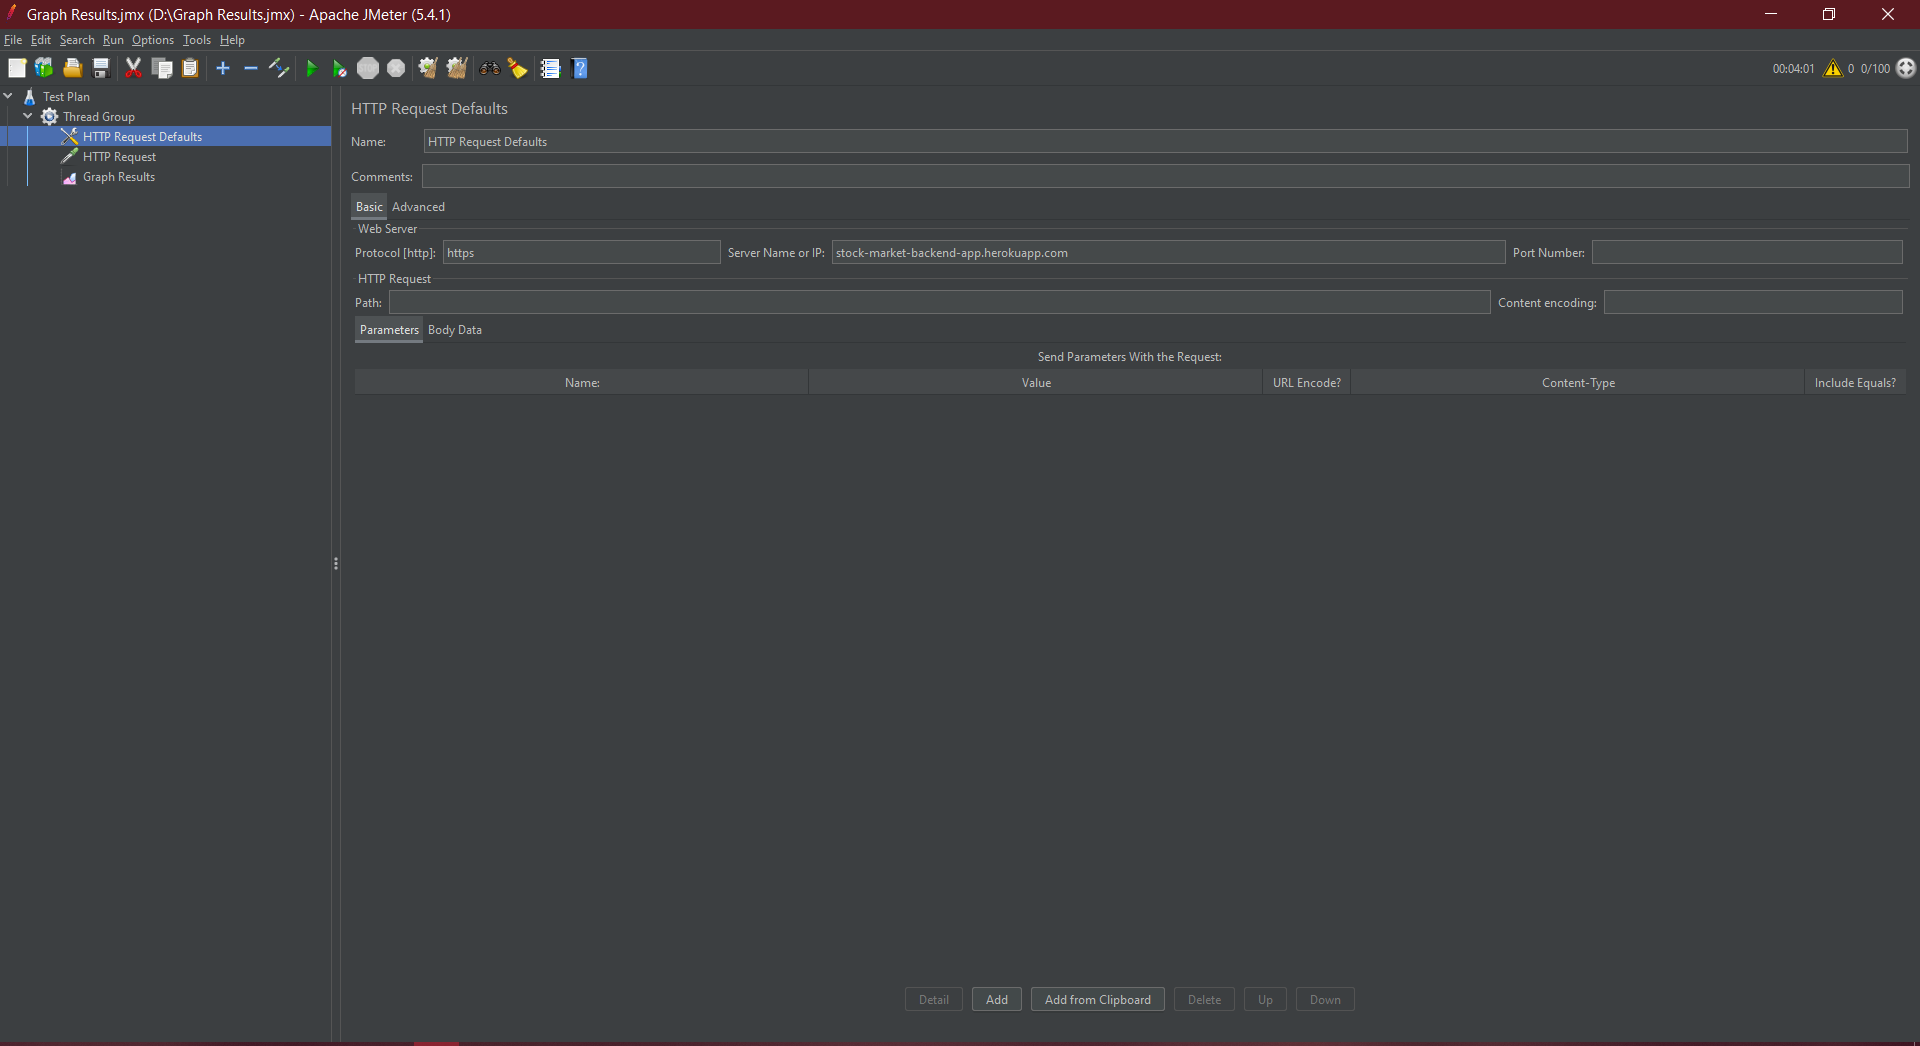 Graph Results.jmx (D:\Graph Results.jmx) - Apache JMeter (5.4.1)
File Edit Search Run Options Tools Help
00:04:01 0 0/100
Test Plan
Thread Group
HTTP Request Defaults
HTTP Request
Graph Results
HTTP Request Defaults
Name: HTTP Request Defaults
Comments:
Basic Advanced
Web Server
Protocol [http]: https Server Name or IP: stock-market-backend-app.herokuapp.com Port Number:
HTTP Request
Path: Content encoding:
Parameters Body Data
Send Parameters With the Request:
Name: Value URL Encode? Content-Type Include Equals?
Detail Add Add from Clipboard Delete Up Down